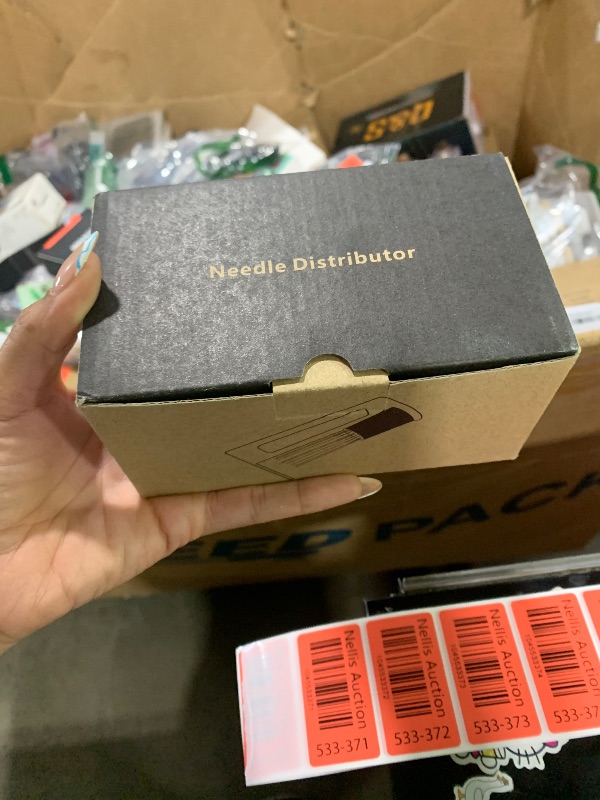 Needle Distributor
EED PACK
Nellis Auction
533-371
Nellis Auction
533-372
Nellis Auction
533-373
Nellis Auction
533-37